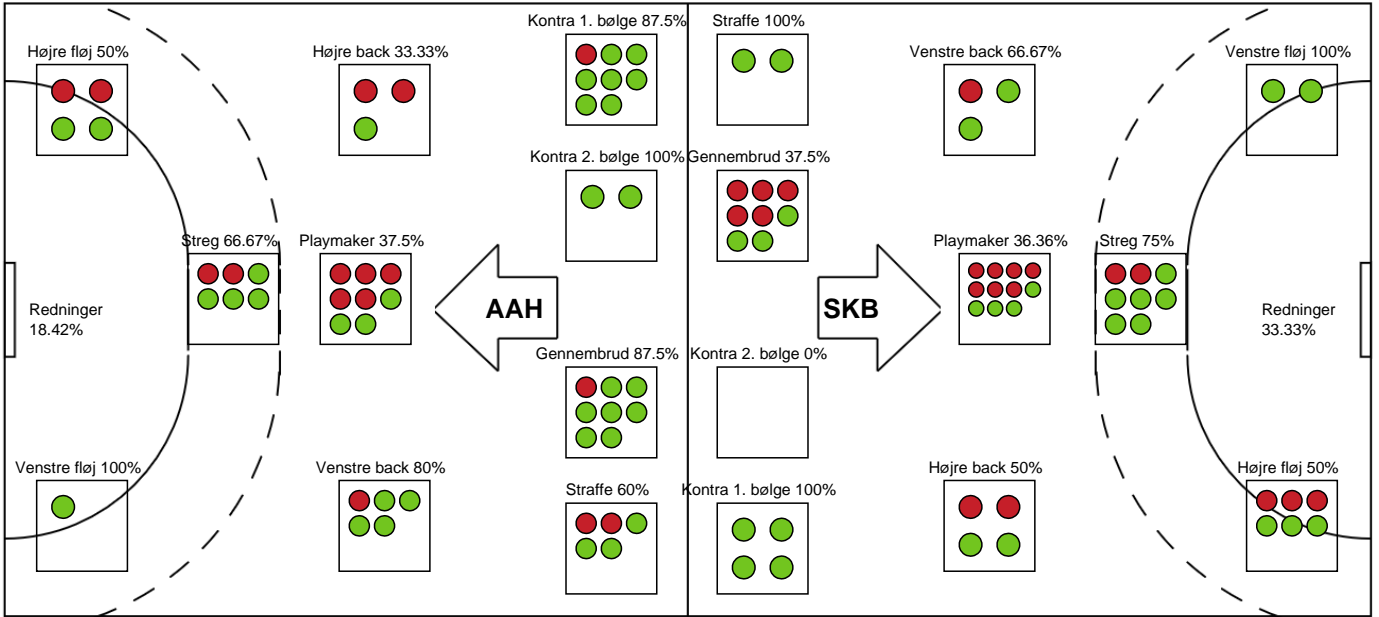 Kontra 1. bølge 87.5%
Straffe 100%
Højre fløj 50%
Højre back 33.33%
Venstre back 66.67%
Venstre fløj 100%
Kontra 2. bølge 100%
Gennembrud 37.5%
Streg 66.67%
Playmaker 37.5%
Playmaker 36.36%
Streg 75%
Redninger
18.42%
AAH
SKB
Redninger
33.33%
Gennembrud 87.5%
Kontra 2. bølge 0%
Venstre fløj 100%
Venstre back 80%
Højre back 50%
Højre fløj 50%
Straffe 60%
Kontra 1. bølge 100%